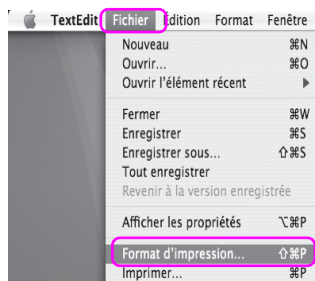 TextEdit Fichier Édition Format Fenêtre
Nouveau ⌘N
Ouvrir... ⌘O
Ouvrir l'élément récent ▶
Fermer ⌘W
Enregistrer ⌘S
Enregistrer sous... ⇧⌘S
Tout enregistrer
Revenir à la version enregistrée
Afficher les propriétés ⌥⌘P
Format d'impression... ⇧⌘P
Imprimer... ⌘P